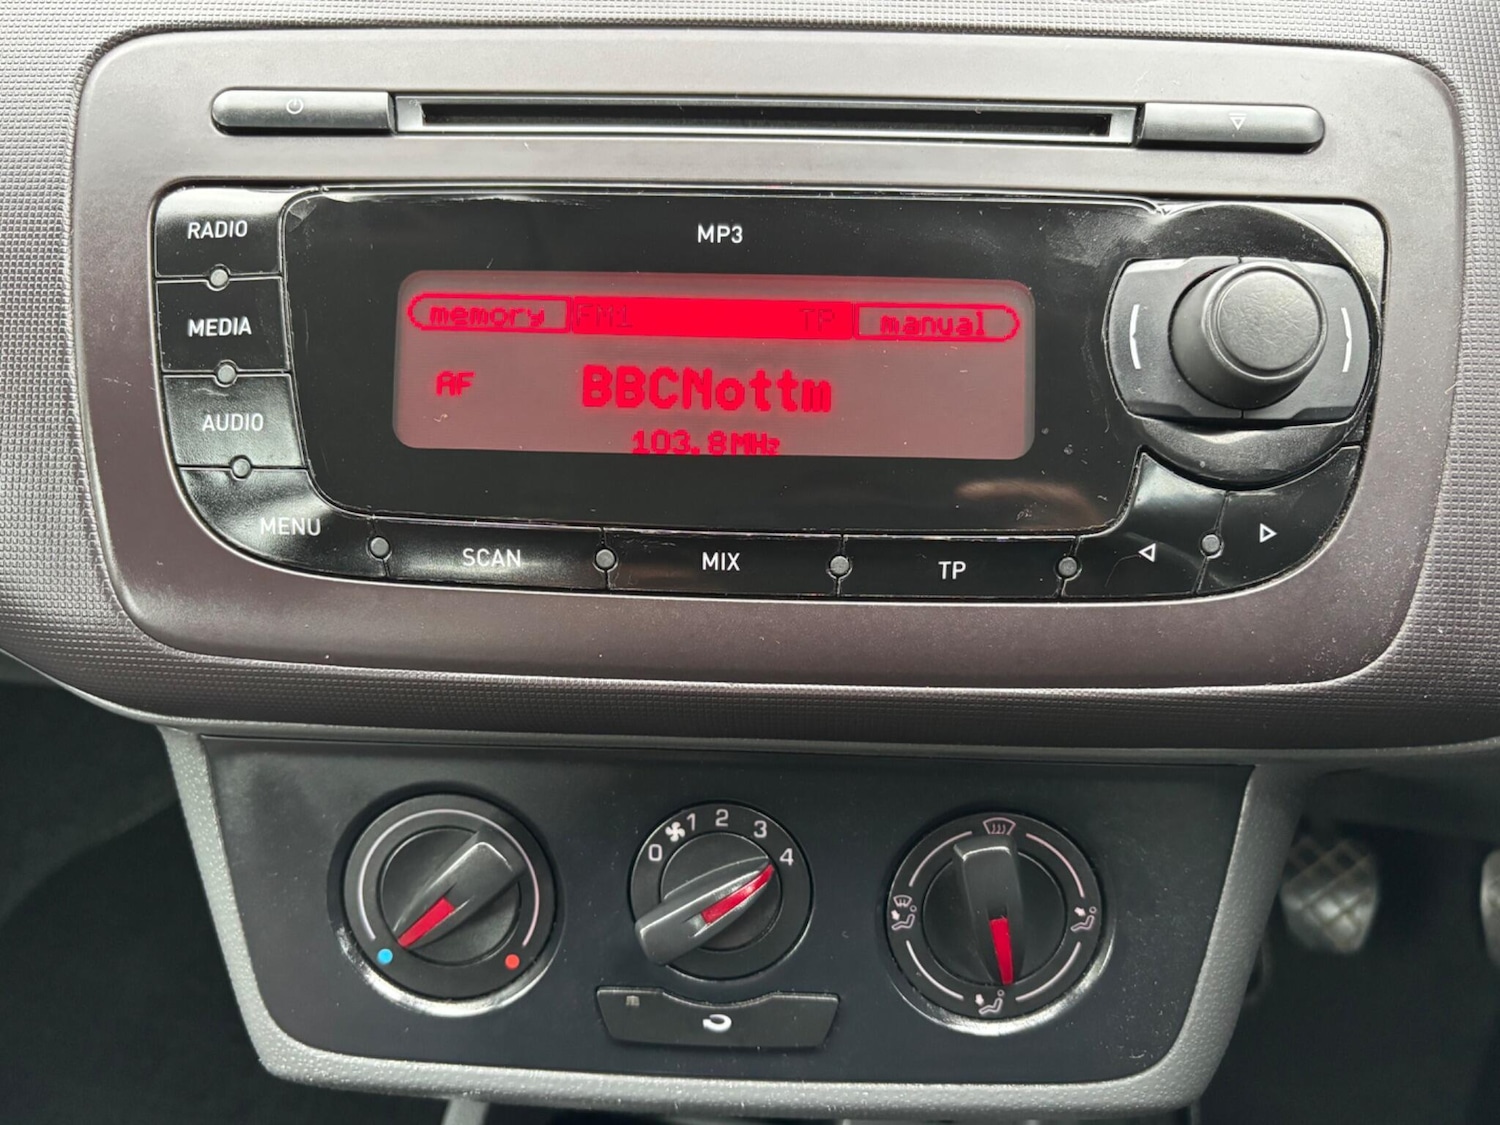 MP3
RADIO
MEDIA
AUDIO
MENU
memory FM1 TP manual
AF BBCNottm
103.8MHz
SCAN MIX TP
0 1 2 3 4